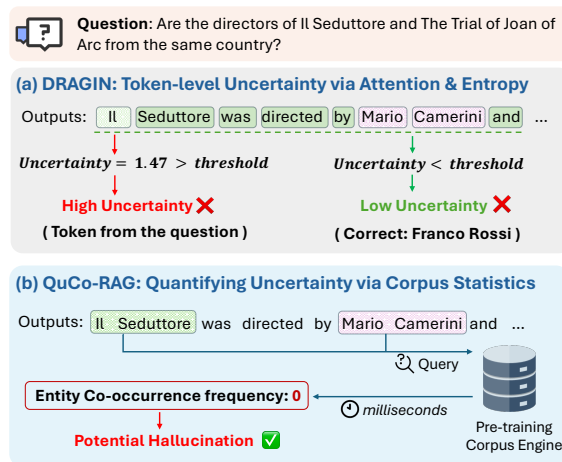 Question: Are the directors of Il Seduttore and The Trial of Joan of
Arc from the same country?
(a) DRAGIN: Token-level Uncertainty via Attention & Entropy
Outputs: Il Seduttore was directed by Mario Camerini and ...
Uncertainty = 1.47 > threshold
Uncertainty < threshold
High Uncertainty ❌
Low Uncertainty ❌
( Token from the question )
( Correct: Franco Rossi )
(b) QuCo-RAG: Quantifying Uncertainty via Corpus Statistics
Outputs: Il Seduttore was directed by Mario Camerini and ...
Query
Entity Co-occurrence frequency: 0
milliseconds
Potential Hallucination ✅
Pre-training
Corpus Engine